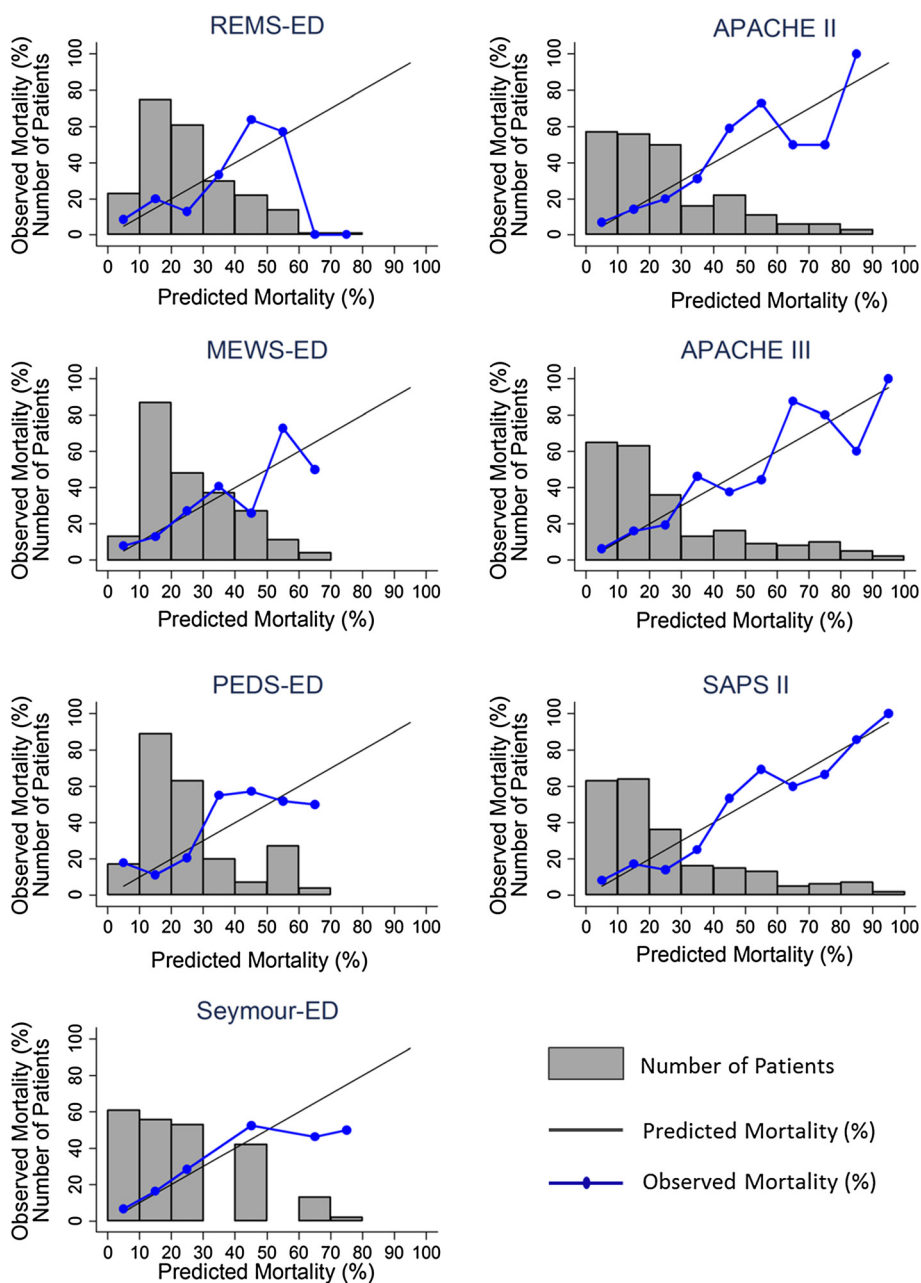 REMS-ED
Observed Mortality (%)
Number of Patients
0 20 40 60 80 100
0 10 20 30 40 50 60 70 80 90 100
Predicted Mortality (%)
APACHE II
Observed Mortality (%)
Number of Patients
0 20 40 60 80 100
0 10 20 30 40 50 60 70 80 90 100
Predicted Mortality (%)
MEWS-ED
Observed Mortality (%)
Number of Patients
0 20 40 60 80 100
0 10 20 30 40 50 60 70 80 90 100
Predicted Mortality (%)
APACHE III
Observed Mortality (%)
Number of Patients
0 20 40 60 80 100
0 10 20 30 40 50 60 70 80 90 100
Predicted Mortality (%)
PEDS-ED
Observed Mortality (%)
Number of Patients
0 20 40 60 80 100
0 10 20 30 40 50 60 70 80 90 100
Predicted Mortality (%)
SAPS II
Observed Mortality (%)
Number of Patients
0 20 40 60 80 100
0 10 20 30 40 50 60 70 80 90 100
Predicted Mortality (%)
Seymour-ED
Observed Mortality (%)
Number of Patients
0 20 40 60 80 100
0 10 20 30 40 50 60 70 80 90 100
Predicted Mortality (%)
Number of Patients
Predicted Mortality (%)
Observed Mortality (%)